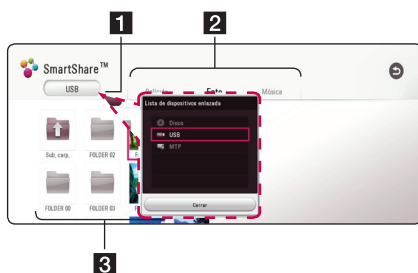 1
2
SmartShare™
USB
Foto
Música
Lista de dispositivos enlazada
Disco
USB
MTP
Sub. carp.
FOLDER 02
FOLDER 00
FOLDER 03
Cerrar
3